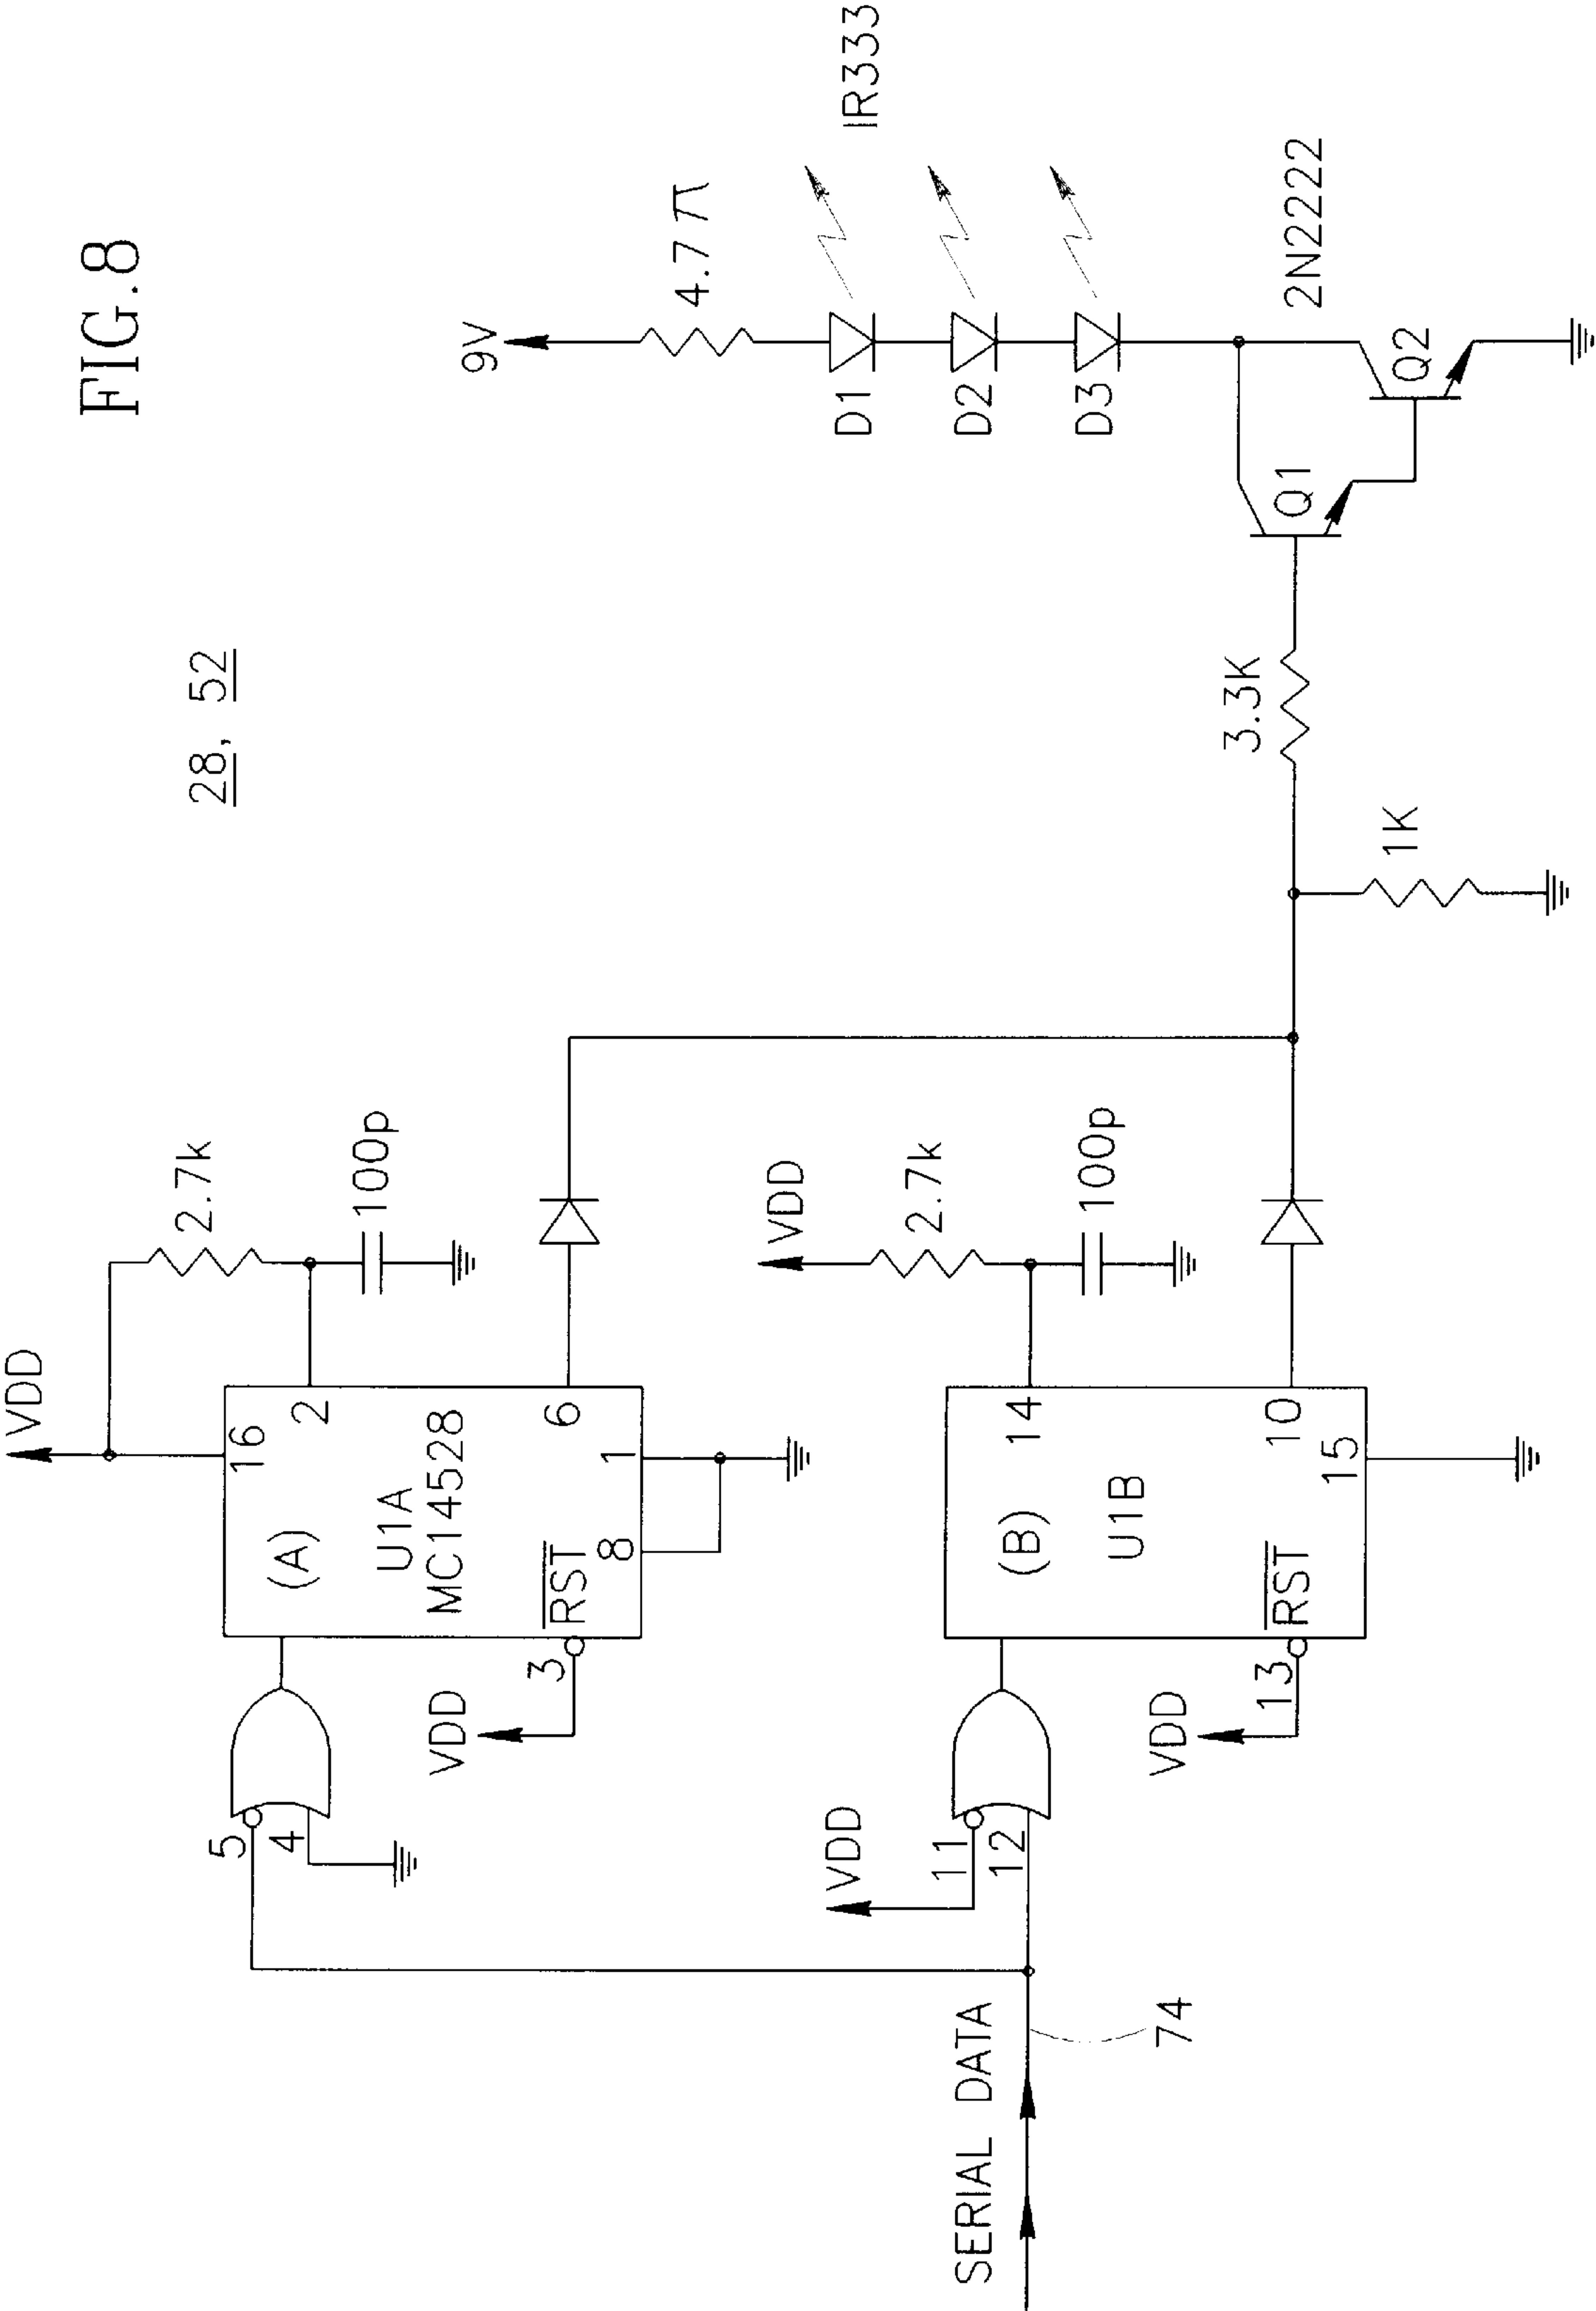 FIG.8
28, 52
VDD
16
2
2.7k
100p
(A)
U1A
MC14528
6
5
4
VDD
3
RST
8
1
VDD
2.7k
100p
14
(B)
U1B
10
15
VDD
11
12
VDD
13
RST
SERIAL DATA
74
9V
4.7 π
D1
D2
D3
IR333
3.3K
1K
Q1
Q2
2N2222